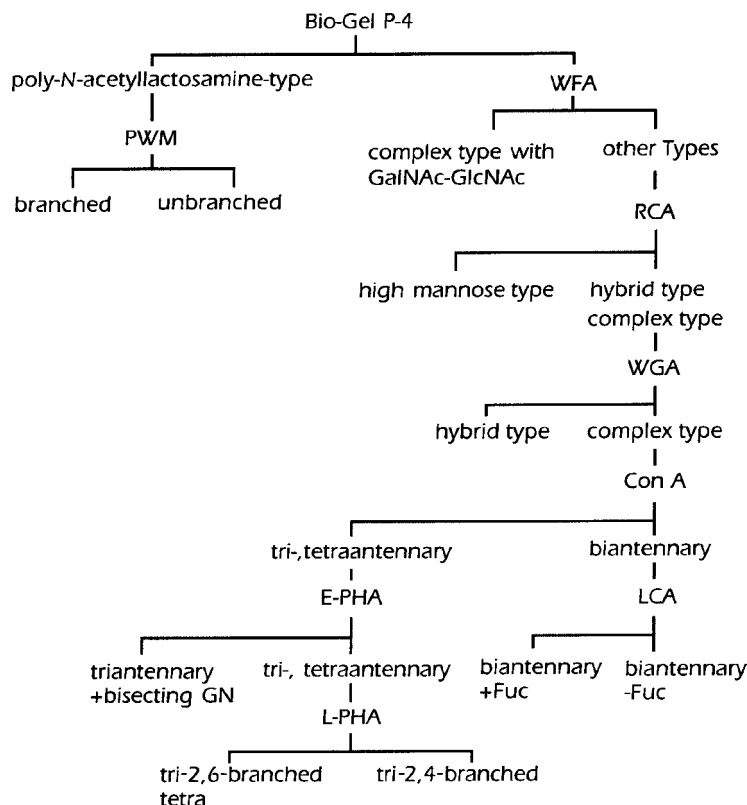 Bio-Gel P-4
poly-N-acetyllactosamine-type
WFA
PWM
complex type with
GalNAc-GlcNAc
other Types
branched
unbranched
RCA
high mannose type
hybrid type
complex type
WGA
hybrid type
complex type
Con A
tri-,tetraantennary
biantennary
E-PHA
LCA
triantennary
+bisecting GN
tri-, tetraantennary
biantennary
+Fuc
biantennary
-Fuc
L-PHA
tri-2,6-branched
tetra
tri-2,4-branched